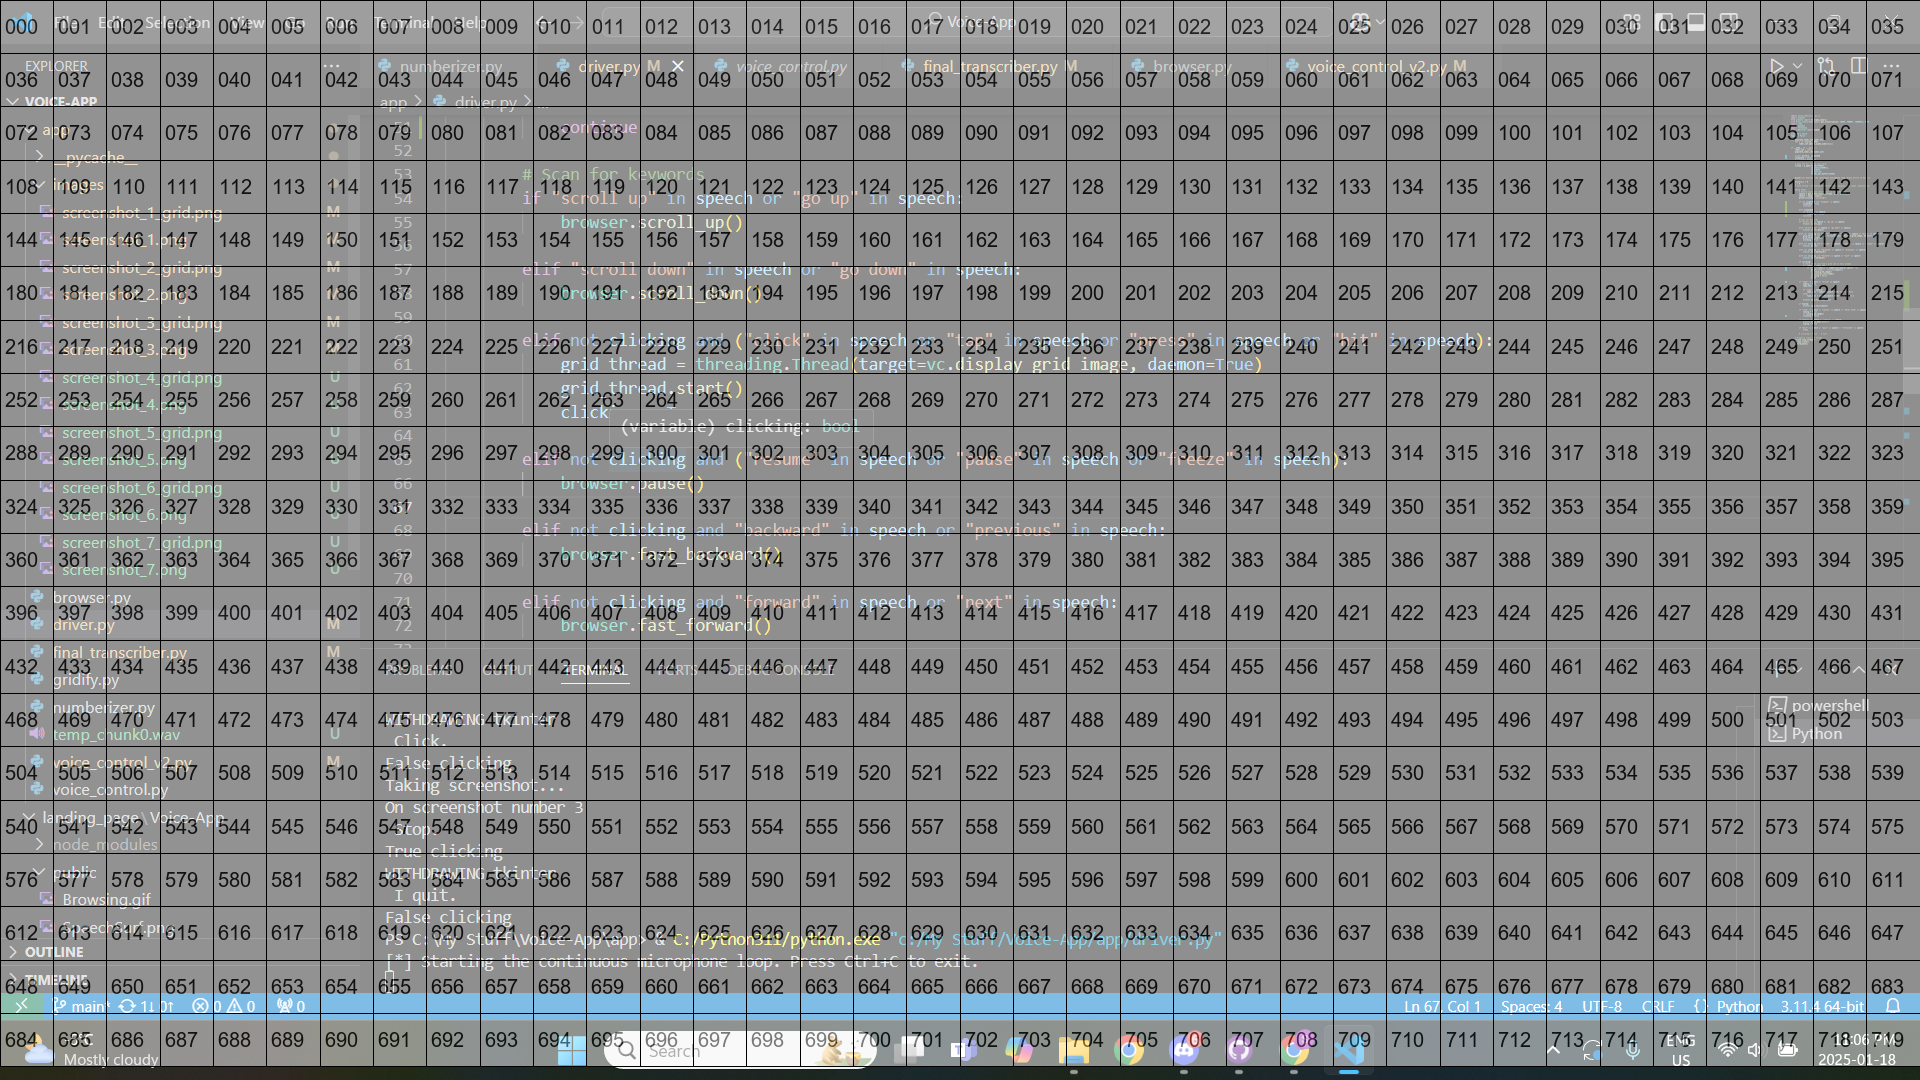 File Edit Selection View Go Run Terminal Help Voice-App
000 001 002 003 004 005 006 007 008 009 010 011 012 013 014 015 016 017 018 019 020 021 022 023 024 025 026 027 028 029 030 031 032 033 034 035
EXPLORER
numberizer.py driver.py M voice_control.py final_transcriber.py M browser.py voice_control_v2.py M
036 037 038 039 040 041 042 043 044 045 046 047 048 049 050 051 052 053 054 055 056 057 058 059 060 061 062 063 064 065 066 067 068 069 070 071
VOICE-APP
app > driver.py > ...
072 073 074 075 076 077 078 079 080 081 082 083 084 085 086 087 088 089 090 091 092 093 094 095 096 097 098 099 100 101 102 103 104 105 106 107
app
continue
52
__pycache__
53 # Scan for keywords
images
108 109 110 111 112 113 114 115 116 117 118 119 120 121 122 123 124 125 126 127 128 129 130 131 132 133 134 135 136 137 138 139 140 141 142 143
54 if "scroll up" in speech or "go up" in speech:
screenshot_1_grid.png M
55 browser.scroll_up()
screenshot_1.png
144 145 146 147 148 149 150 151 152 153 154 155 156 157 158 159 160 161 162 163 164 165 166 167 168 169 170 171 172 173 174 175 176 177 178 179
56
screenshot_2_grid.png M
57 elif "scroll down" in speech or "go down" in speech:
screenshot_2.png
180 181 182 183 184 185 186 187 188 189 190 191 192 193 194 195 196 197 198 199 200 201 202 203 204 205 206 207 208 209 210 211 212 213 214 215
browser.scroll_down()
59
screenshot_3_grid.png M
elif not clicking and ("click" in speech or "tap" in speech or "press" in speech or "hit" in speech):
screenshot_3.png
216 217 218 219 220 221 222 223 224 225 226 227 228 229 230 231 232 233 234 235 236 237 238 239 240 241 242 243 244 245 246 247 248 249 250 251
61 grid_thread = threading.Thread(target=vc.display_grid_image, daemon=True)
screenshot_4_grid.png U
62 grid_thread.start()
screenshot_4.png
252 253 254 255 256 257 258 259 260 261 262 263 264 265 266 267 268 269 270 271 272 273 274 275 276 277 278 279 280 281 282 283 284 285 286 287
63 click
(variable) clicking: bool
screenshot_5_grid.png U
64
288 289 290 291 292 293 294 295 296 297 298 299 300 301 302 303 304 305 306 307 308 309 310 311 312 313 314 315 316 317 318 319 320 321 322 323
screenshot_5.png
65 elif not clicking and ("resume" in speech or "pause" in speech or "freeze" in speech):
screenshot_6_grid.png U
66 browser.pause()
324 325 326 327 328 329 330 331 332 333 334 335 336 337 338 339 340 341 342 343 344 345 346 347 348 349 350 351 352 353 354 355 356 357 358 359
screenshot_6.png
68 elif not clicking and "backward" in speech or "previous" in speech:
screenshot_7_grid.png U
browser.fast_backward()
360 361 362 363 364 365 366 367 368 369 370 371 372 373 374 375 376 377 378 379 380 381 382 383 384 385 386 387 388 389 390 391 392 393 394 395
screenshot_7.png
70
browser.py
71 elif not clicking and "forward" in speech or "next" in speech:
396 397 398 399 400 401 402 403 404 405 406 407 408 409 410 411 412 413 414 415 416 417 418 419 420 421 422 423 424 425 426 427 428 429 430 431
driver.py M
72 browser.fast_forward()
final_transcriber.py M
432 433 434 435 436 437 438 439 440 441 442 443 444 445 446 447 448 449 450 451 452 453 454 455 456 457 458 459 460 461 462 463 464 465 466 467
PROBLEMS OUTPUT TERMINAL PORTS DEBUG CONSOLE
gridify.py
numberizer.py
powershell
468 469 470 471 472 473 474 475 476 477 478 479 480 481 482 483 484 485 486 487 488 489 490 491 492 493 494 495 496 497 498 499 500 501 502 503
WITHDRAWING tkinter
temp_chunk0.wav U
Python
Click.
voice_control_v2.py M
False clicking
504 505 506 507 508 509 510 511 512 513 514 515 516 517 518 519 520 521 522 523 524 525 526 527 528 529 530 531 532 533 534 535 536 537 538 539
Taking screenshot...
voice_control.py
On screenshot number 3
landing_page\Voice-App
540 541 542 543 544 545 546 547 548 549 550 551 552 553 554 555 556 557 558 559 560 561 562 563 564 565 566 567 568 569 570 571 572 573 574 575
Stop.
node_modules
True clicking
public
WITHDRAWING tkinter
576 577 578 579 580 581 582 583 584 585 586 587 588 589 590 591 592 593 594 595 596 597 598 599 600 601 602 603 604 605 606 607 608 609 610 611
I quit.
Browsing.gif
False clicking
SpeechSurf.png
612 613 614 615 616 617 618 619 620 621 622 623 624 625 626 627 628 629 630 631 632 633 634 635 636 637 638 639 640 641 642 643 644 645 646 647
PS C:\My Stuff\Voice-App\app> & C:/Python311/python.exe "c:/My Stuff/Voice-App/app/driver.py"
OUTLINE
[*] Starting the continuous microphone loop. Press Ctrl+C to exit.
TIMELINE
648 649 650 651 652 653 654 655 656 657 658 659 660 661 662 663 664 665 666 667 668 669 670 671 672 673 674 675 676 677 678 679 680 681 682 683
main* 1↓ 0↑ 0 0 0 Ln 67, Col 1 Spaces: 4 UTF-8 CRLF {} Python 3.11.4 64-bit
684 685 686 687 688 689 690 691 692 693 694 695 696 697 698 699 700 701 702 703 704 705 706 707 708 709 710 711 712 713 714 715 716 717 718 719
Mostly cloudy
Search
ENG
US
2025-01-18